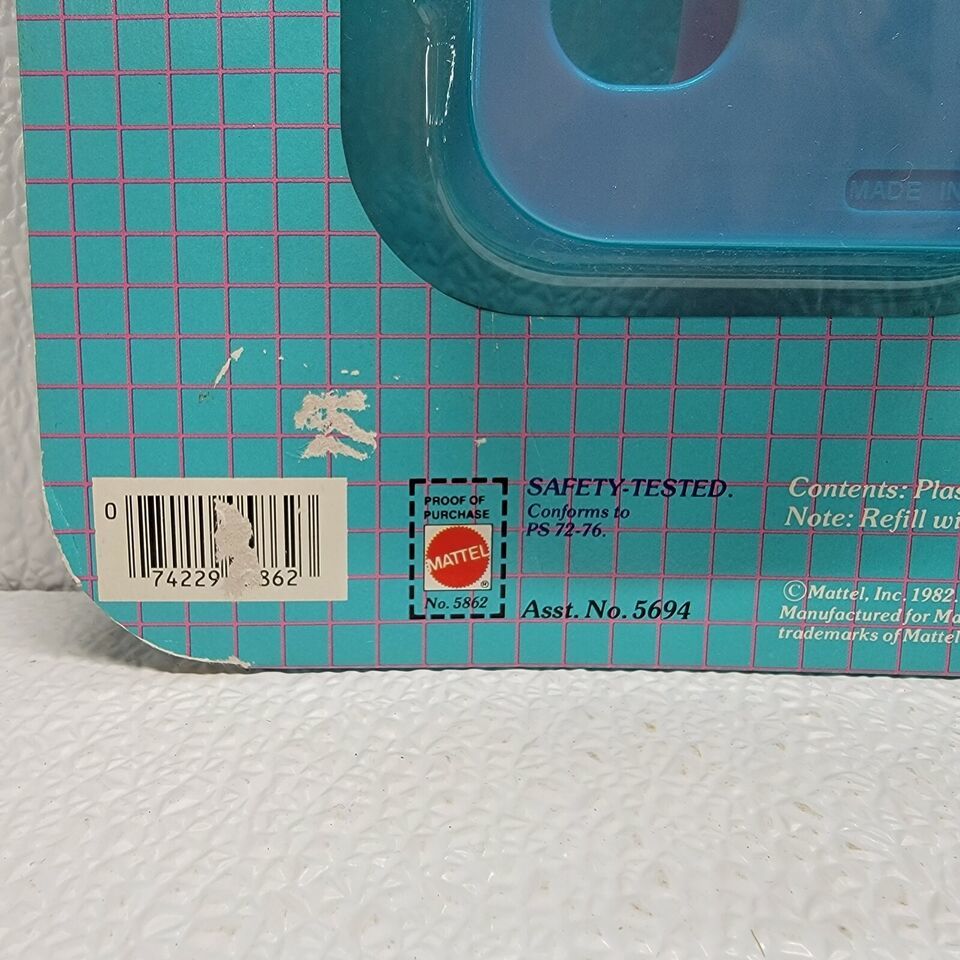 MADE IN
0
74229 862
PROOF OF
PURCHASE
MATTEL
®
No. 5862
SAFETY-TESTED.
Conforms to
PS 72-76.
Asst. No. 5694
Contents: Plas
Note: Refill wi
©Mattel, Inc. 1982.
Manufactured for Ma
trademarks of Mattel